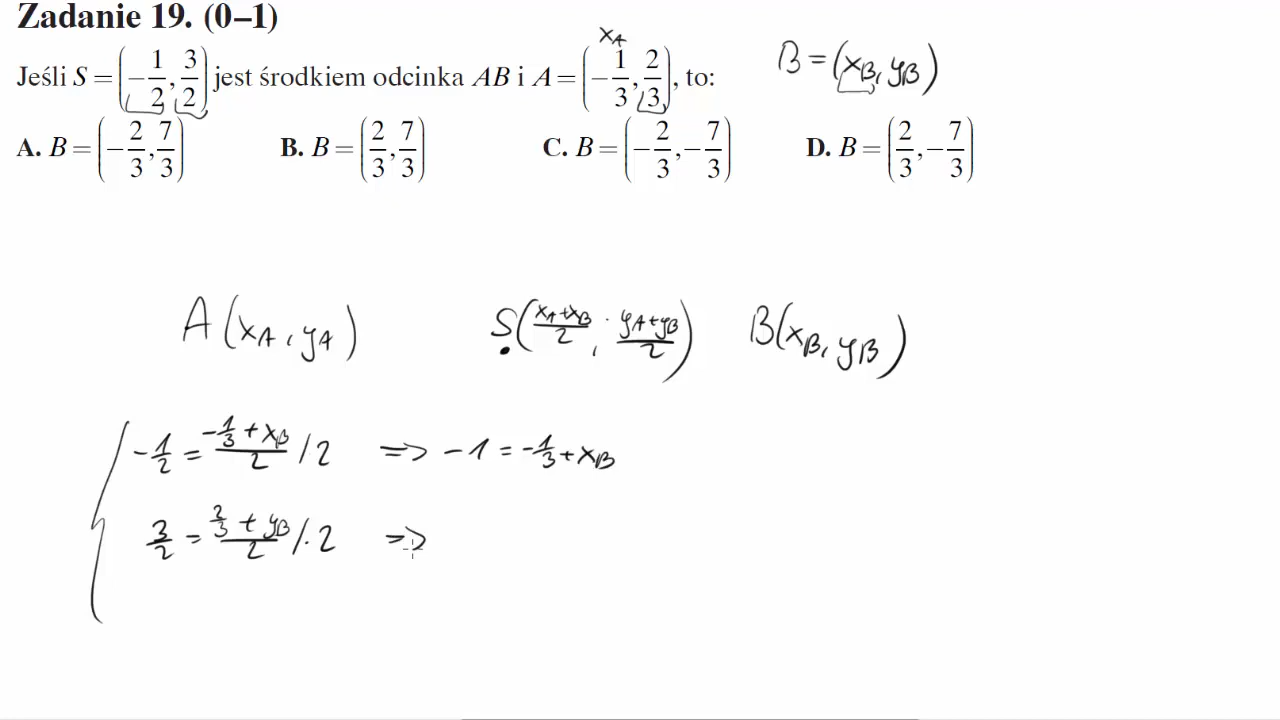 Zadanie 19. (0–1)
Jeśli S = (-1/2, 3/2) jest środkiem odcinka AB i A = (-1/3, 2/3), to:
x_A
B = (x_B, y_B)
A. B = (-2/3, 7/3) B. B = (2/3, 7/3) C. B = (-2/3, -7/3) D. B = (2/3, -7/3)
A(x_A, y_A) S((x_A+x_B)/2, (y_A+y_B)/2) B(x_B, y_B)
-1/2 = (-1/3 + x_B)/2 /2 => -1 = -1/3 + x_B
3/2 = (2/3 + y_B)/2 /·2 =>